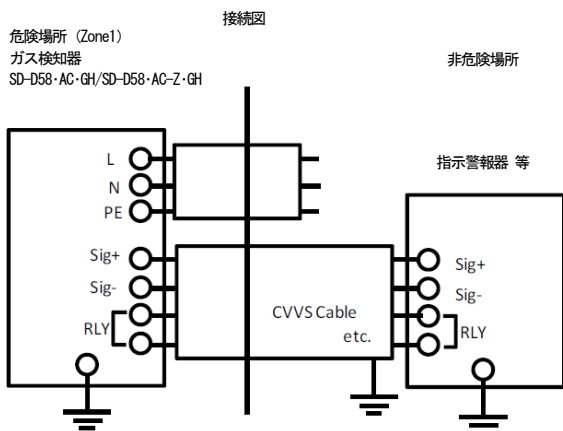 接続図
危険場所（Zone1）
ガス検知器
SD-D58・AC・GH/SD-D58・AC-Z・GH
非危険場所
指示警報器 等
L
N
PE
Sig+
Sig-
RLY
CVVS Cable
etc.
Sig+
Sig-
RLY